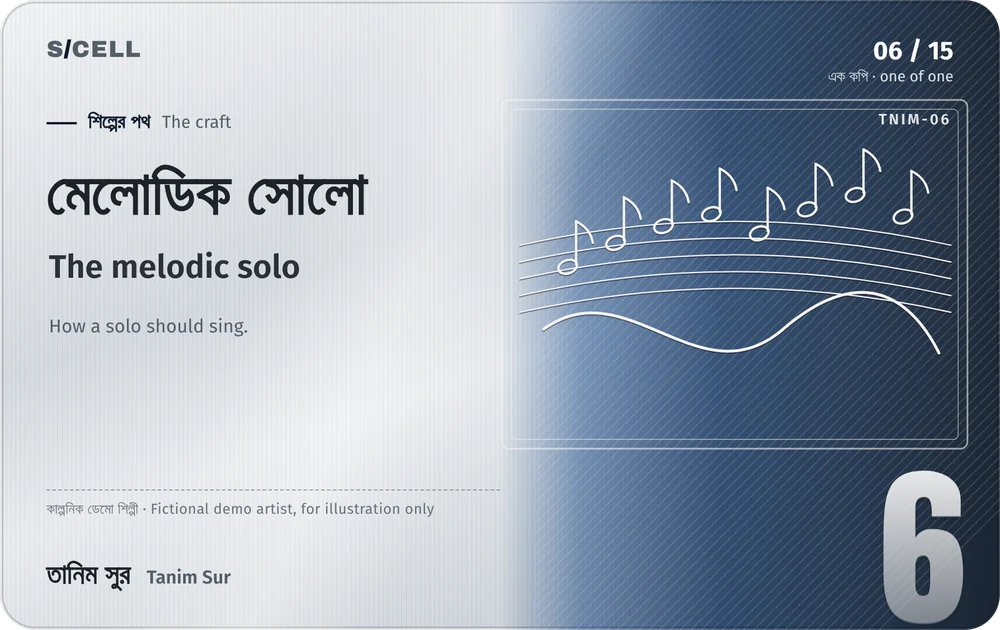 S/CELL
06 / 15
এক কপি · one of one
শিল্পের পথ The craft
TNIM-06
মেলোডিক সোলো
The melodic solo
How a solo should sing.
কাল্পনিক ডেমো শিল্পী · Fictional demo artist, for illustration only
তানিম সুর Tanim Sur
6